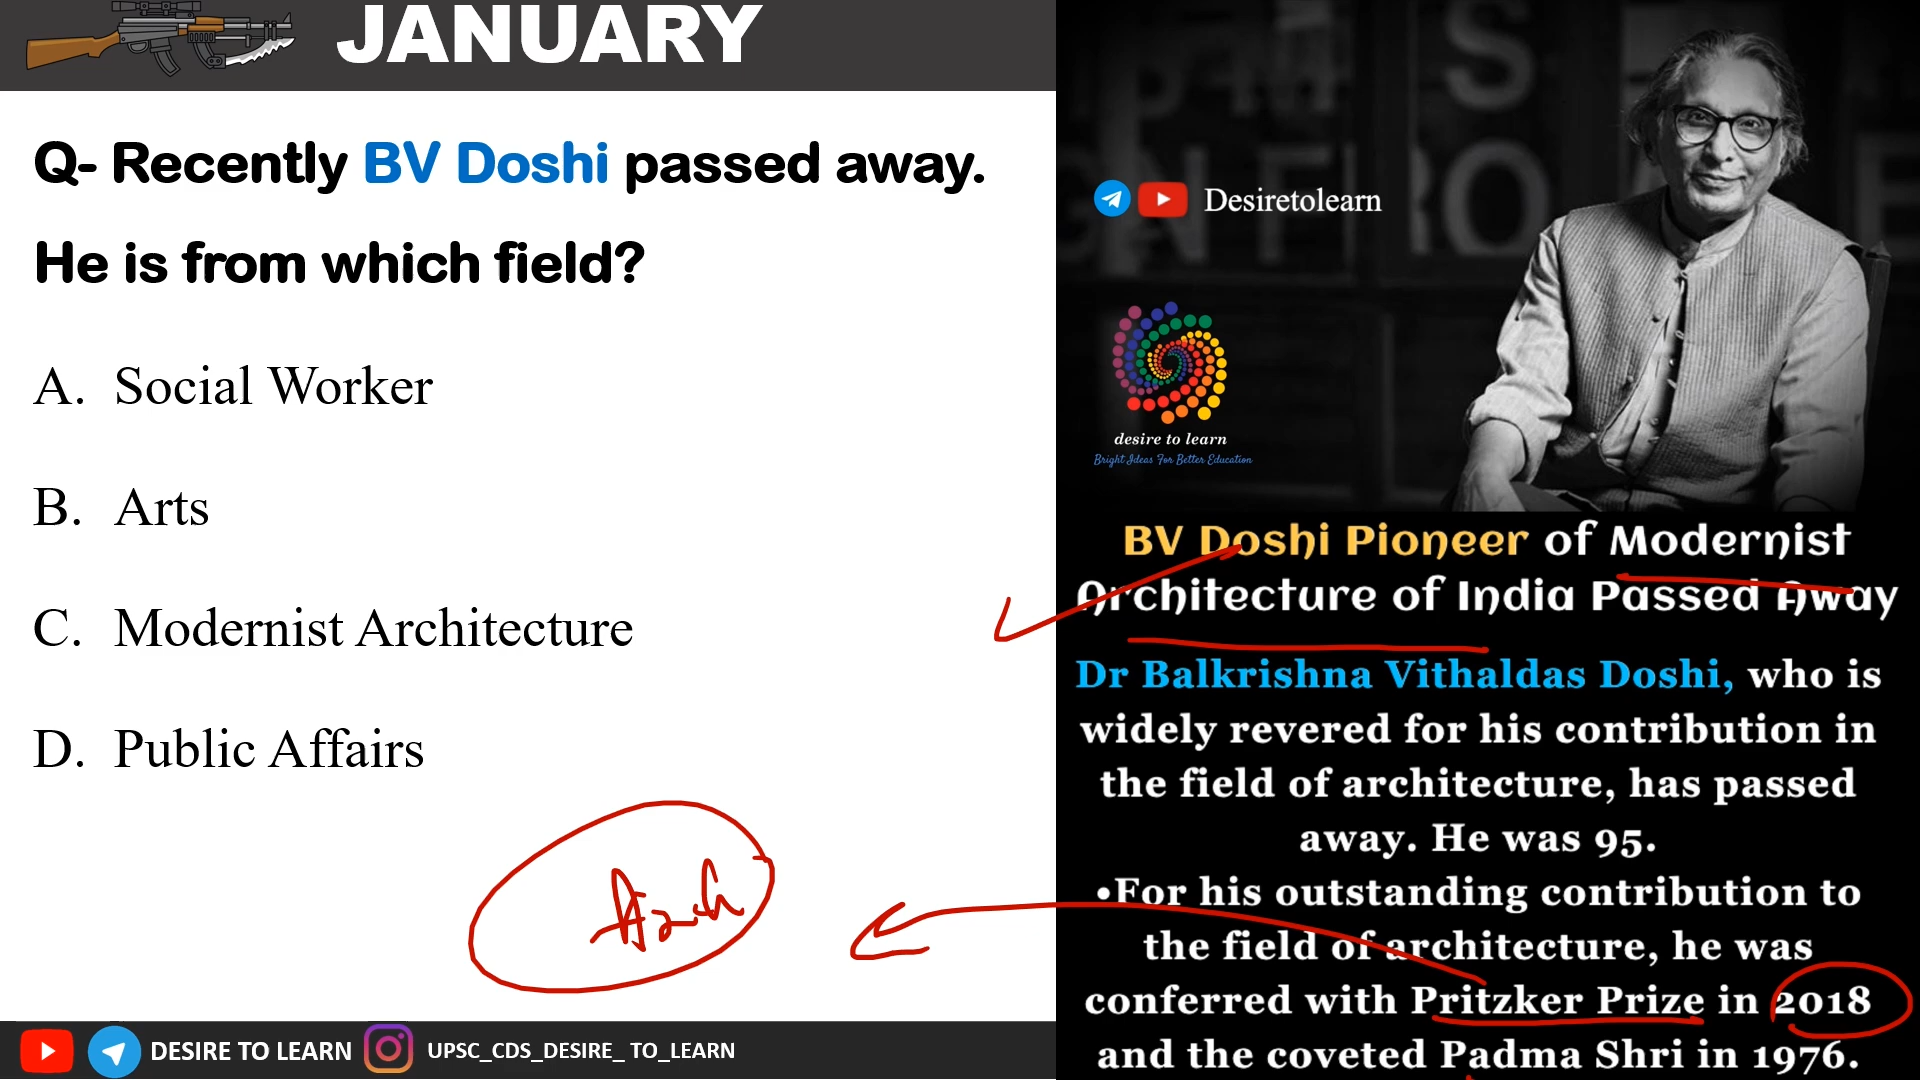 JANUARY
Q- Recently BV Doshi passed away.
He is from which field?
A. Social Worker
B. Arts
C. Modernist Architecture
D. Public Affairs
DESIRE TO LEARN
UPSC_CDS_DESIRE_ TO_LEARN
Desiretolearn
desire to learn
Bright Ideas For Better Education
BV Doshi Pioneer of Modernist
Architecture of India Passed Away
Dr Balkrishna Vithaldas Doshi, who is
widely revered for his contribution in
the field of architecture, has passed
away. He was 95.
•For his outstanding contribution to
the field of architecture, he was
conferred with Pritzker Prize in 2018
and the coveted Padma Shri in 1976.